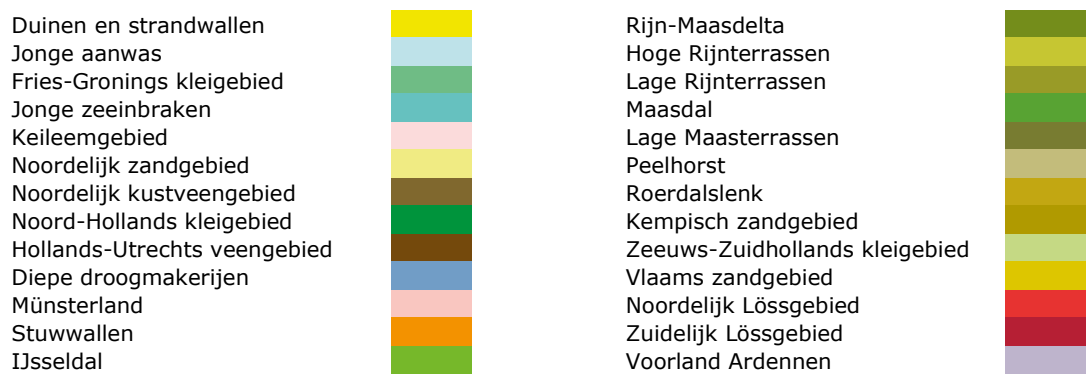 Duinen en strandwallen
Jonge aanwas
Fries-Gronings kleigebied
Jonge zeeinbraken
Keileemgebied
Noordelijk zandgebied
Noordelijk kustveengebied
Noord-Hollands kleigebied
Hollands-Utrechts veengebied
Diepe droogmakerijen
Münsterland
Stuwwallen
IJsseldal
Rijn-Maasdelta
Hoge Rijnterrassen
Lage Rijnterrassen
Maasdal
Lage Maasterrassen
Peelhorst
Roerdalslenk
Kempisch zandgebied
Zeeuws-Zuidhollands kleigebied
Vlaams zandgebied
Noordelijk Lössgebied
Zuidelijk Lössgebied
Voorland Ardennen